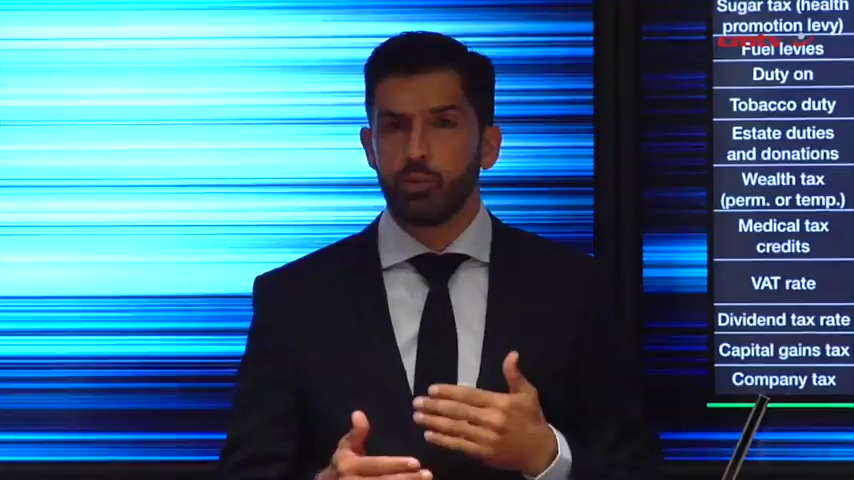 Sugar tax (health
promotion levy)
Fuel levies
Duty on
Tobacco duty
Estate duties
and donations
Wealth tax
(perm. or temp.)
Medical tax
credits
VAT rate
Dividend tax rate
Capital gains tax
Company tax